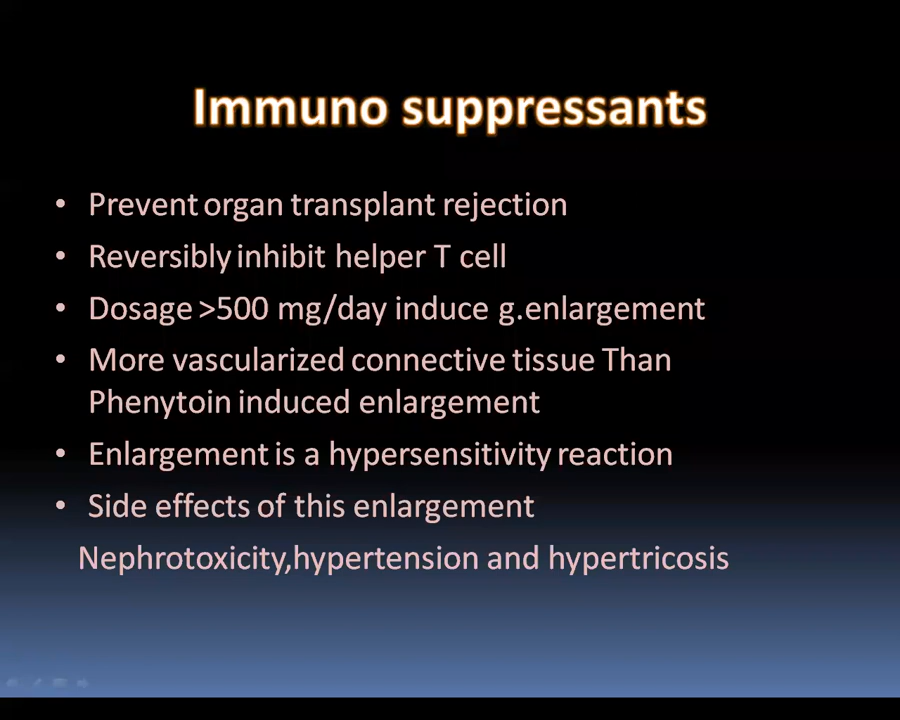 Immuno suppressants
• Prevent organ transplant rejection
• Reversibly inhibit helper T cell
• Dosage >500 mg/day induce g.enlargement
• More vascularized connective tissue Than
Phenytoin induced enlargement
• Enlargement is a hypersensitivity reaction
• Side effects of this enlargement
Nephrotoxicity,hypertension and hypertricosis